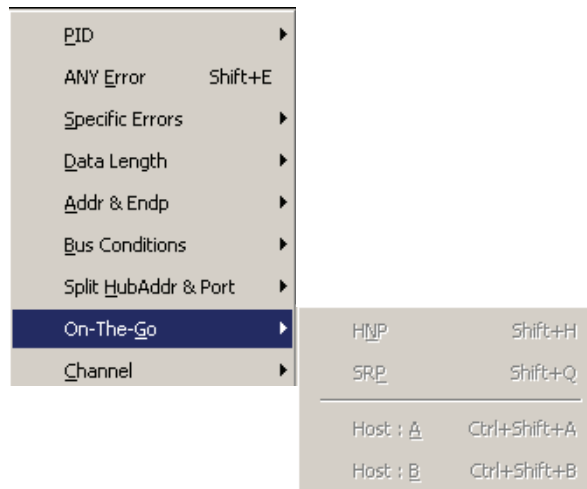 PID
ANY Error Shift+E
Specific Errors
Data Length
Addr & Endp
Bus Conditions
Split HubAddr & Port
On-The-Go
Channel
HNP Shift+H
SRP Shift+Q
Host : A Ctrl+Shift+A
Host : B Ctrl+Shift+B